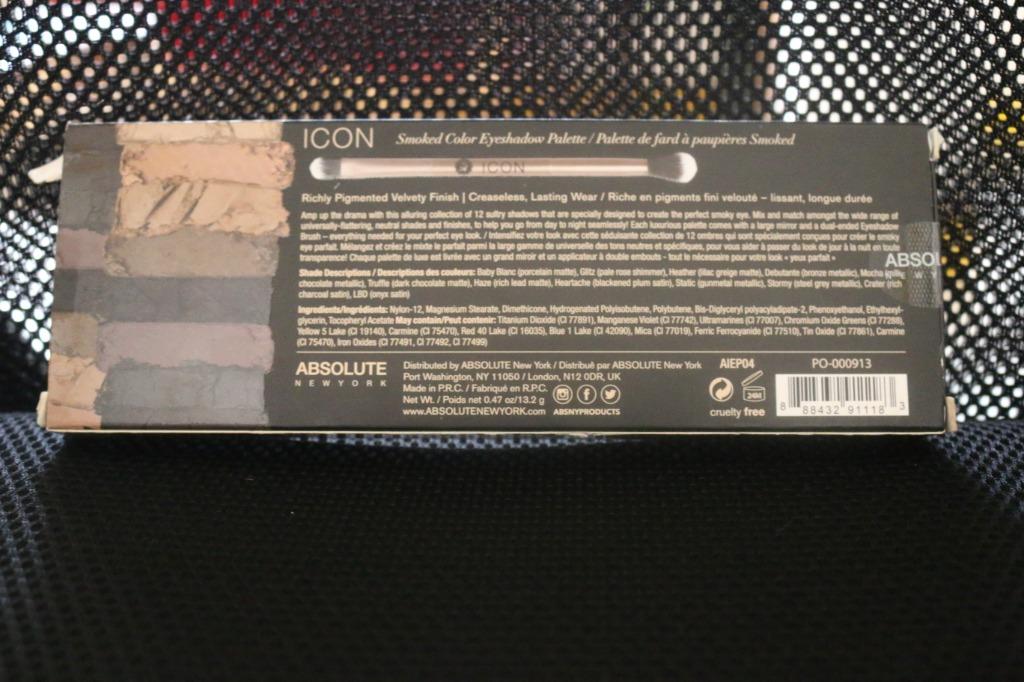 ICON Smoked Color Eyeshadow Palette / Palette de fard à paupières Smoked
ICON
Richly Pigmented Velvety Finish | Creaseless, Lasting Wear / Riche en pigments fini velouté – lissant, longue durée
Amp up the drama with this alluring collection of 12 sultry shadows that are specially designed to create the perfect smoky eye. Mix and match amongst the wide range of
universally-flattering, neutral shades and finishes, to help you go from day to night seamlessly! Each luxe palette comes with a large mirror and a dual-ended Eyeshadow
Brush – everything needed for your perfect eye look. / Intensifiez votre look avec cette séduisante collection de 12 ombres qui sont spécialement conçues pour créer le smoky
eye parfait. Mélangez et créez le mixte parfait parmi la large gamme de universelle des tons neutres et spécifiques, pour vous aider à passer du look de jour à la nuit en toute
transparence! Chaque palette de luxe est livrée avec un grand miroir et un applicateur à double embouts – tout le nécessaire pour votre look « yeux parfait »
ABSOL
Shade Descriptions / Descriptions des couleurs: Baby Blanc (porcelain matte), Glitz (pale rose shimmer), Heather (lilac greige matte), Debutante (bronze metallic), Mocha (milk
chocolate metallic), Truffle (dark chocolate matte), Haze (rich lead matte), Heartache (blackened plum satin), Static (gunmetal metallic), Stormy (steel grey metallic), Crater (rich
charcoal satin), LBD (onyx satin)
Ingredients/Ingrédients: Nylon-12, Magnesium Stearate, Dimethicone, Hydrogenated Polyisobutene, Polybutene, Bis-Diglyceryl polyacyladipate-2, Phenoxyethanol, Ethylhexyl-
glycerin, Tocopheryl Acetate May contain/Peut contenir: Titanium Dioxide (CI 77891), Manganese Violet (CI 77742), Ultramarines (CI 77007), Chromium Oxide Greens (CI 77288),
Yellow 5 Lake (CI 19140), Carmine (CI 75470), Red 40 Lake (CI 16035), Blue 1 Lake (CI 42090), Mica (CI 77019), Ferric Ferrocyanide (CI 77510), Tin Oxide (CI 77861), Carmine
(CI 75470), Iron Oxides (CI 77491, CI 77492, CI 77499)
ABSOLUTE
NEW YORK
Distributed by ABSOLUTE New York / Distribué par ABSOLUTE New York
Port Washington, NY 11050 / London, N12 0DR, UK
Made in P.R.C. / Fabriqué en R.P.C.
Net Wt. / Poids net 0.47 oz/13.2 g
www.ABSOLUTENEWYORK.com ABSNYPRODUCTS
AIEP04 PO-000913
24M
cruelty free
8 88432 91118 3